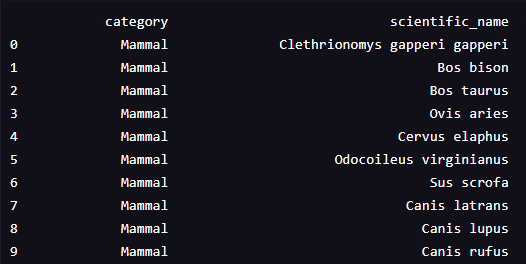 category scientific_name
0 Mammal Clethrionomys gapperi gapperi
1 Mammal Bos bison
2 Mammal Bos taurus
3 Mammal Ovis aries
4 Mammal Cervus elaphus
5 Mammal Odocoileus virginianus
6 Mammal Sus scrofa
7 Mammal Canis latrans
8 Mammal Canis lupus
9 Mammal Canis rufus